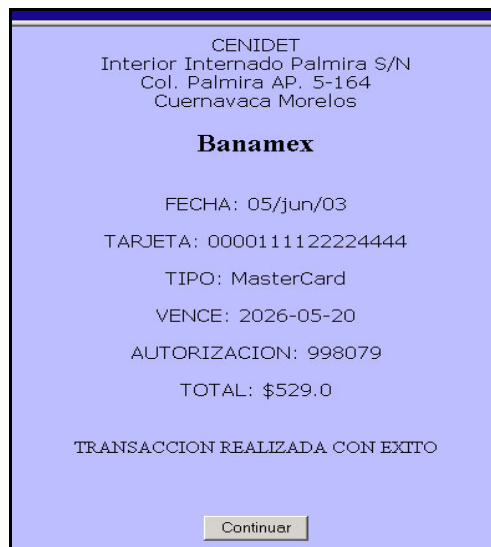 CENIDET
Interior Internado Palmira S/N
Col. Palmira AP. 5-164
Cuernavaca Morelos
Banamex
FECHA: 05/jun/03
TARJETA: 0000111122224444
TIPO: MasterCard
VENCE: 2026-05-20
AUTORIZACION: 998079
TOTAL: $529.0
TRANSACCION REALIZADA CON EXITO
Continuar